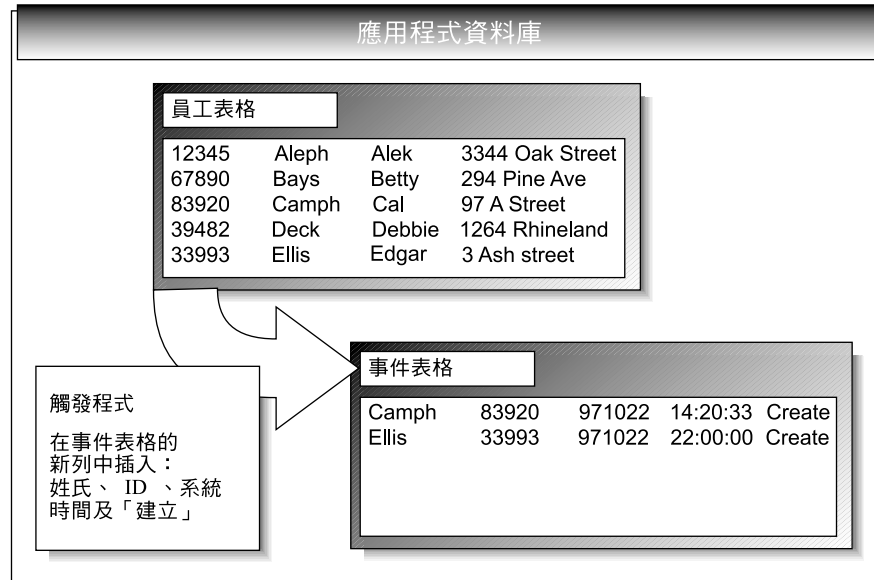 應用程式資料庫
員工表格
12345 Aleph Alek 3344 Oak Street
67890 Bays Betty 294 Pine Ave
83920 Camph Cal 97 A Street
39482 Deck Debbie 1264 Rhineland
33993 Ellis Edgar 3 Ash street
事件表格
Camph 83920 971022 14:20:33 Create
Ellis 33993 971022 22:00:00 Create
觸發程式
在事件表格的
新列中插入：
姓氏、 ID 、系統
時間及「建立」